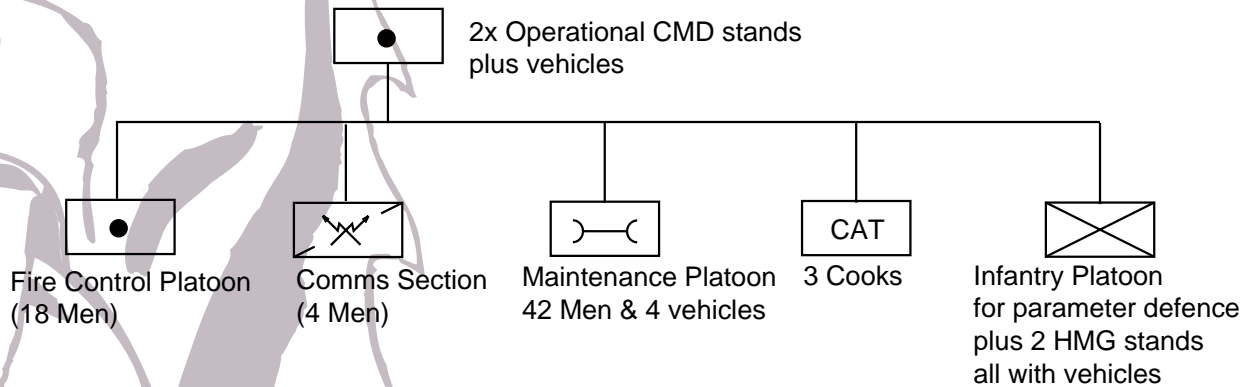 2x Operational CMD stands
plus vehicles
Fire Control Platoon
(18 Men)
Comms Section
(4 Men)
Maintenance Platoon
42 Men & 4 vehicles
CAT
3 Cooks
Infantry Platoon
for parameter defence
plus 2 HMG stands
all with vehicles